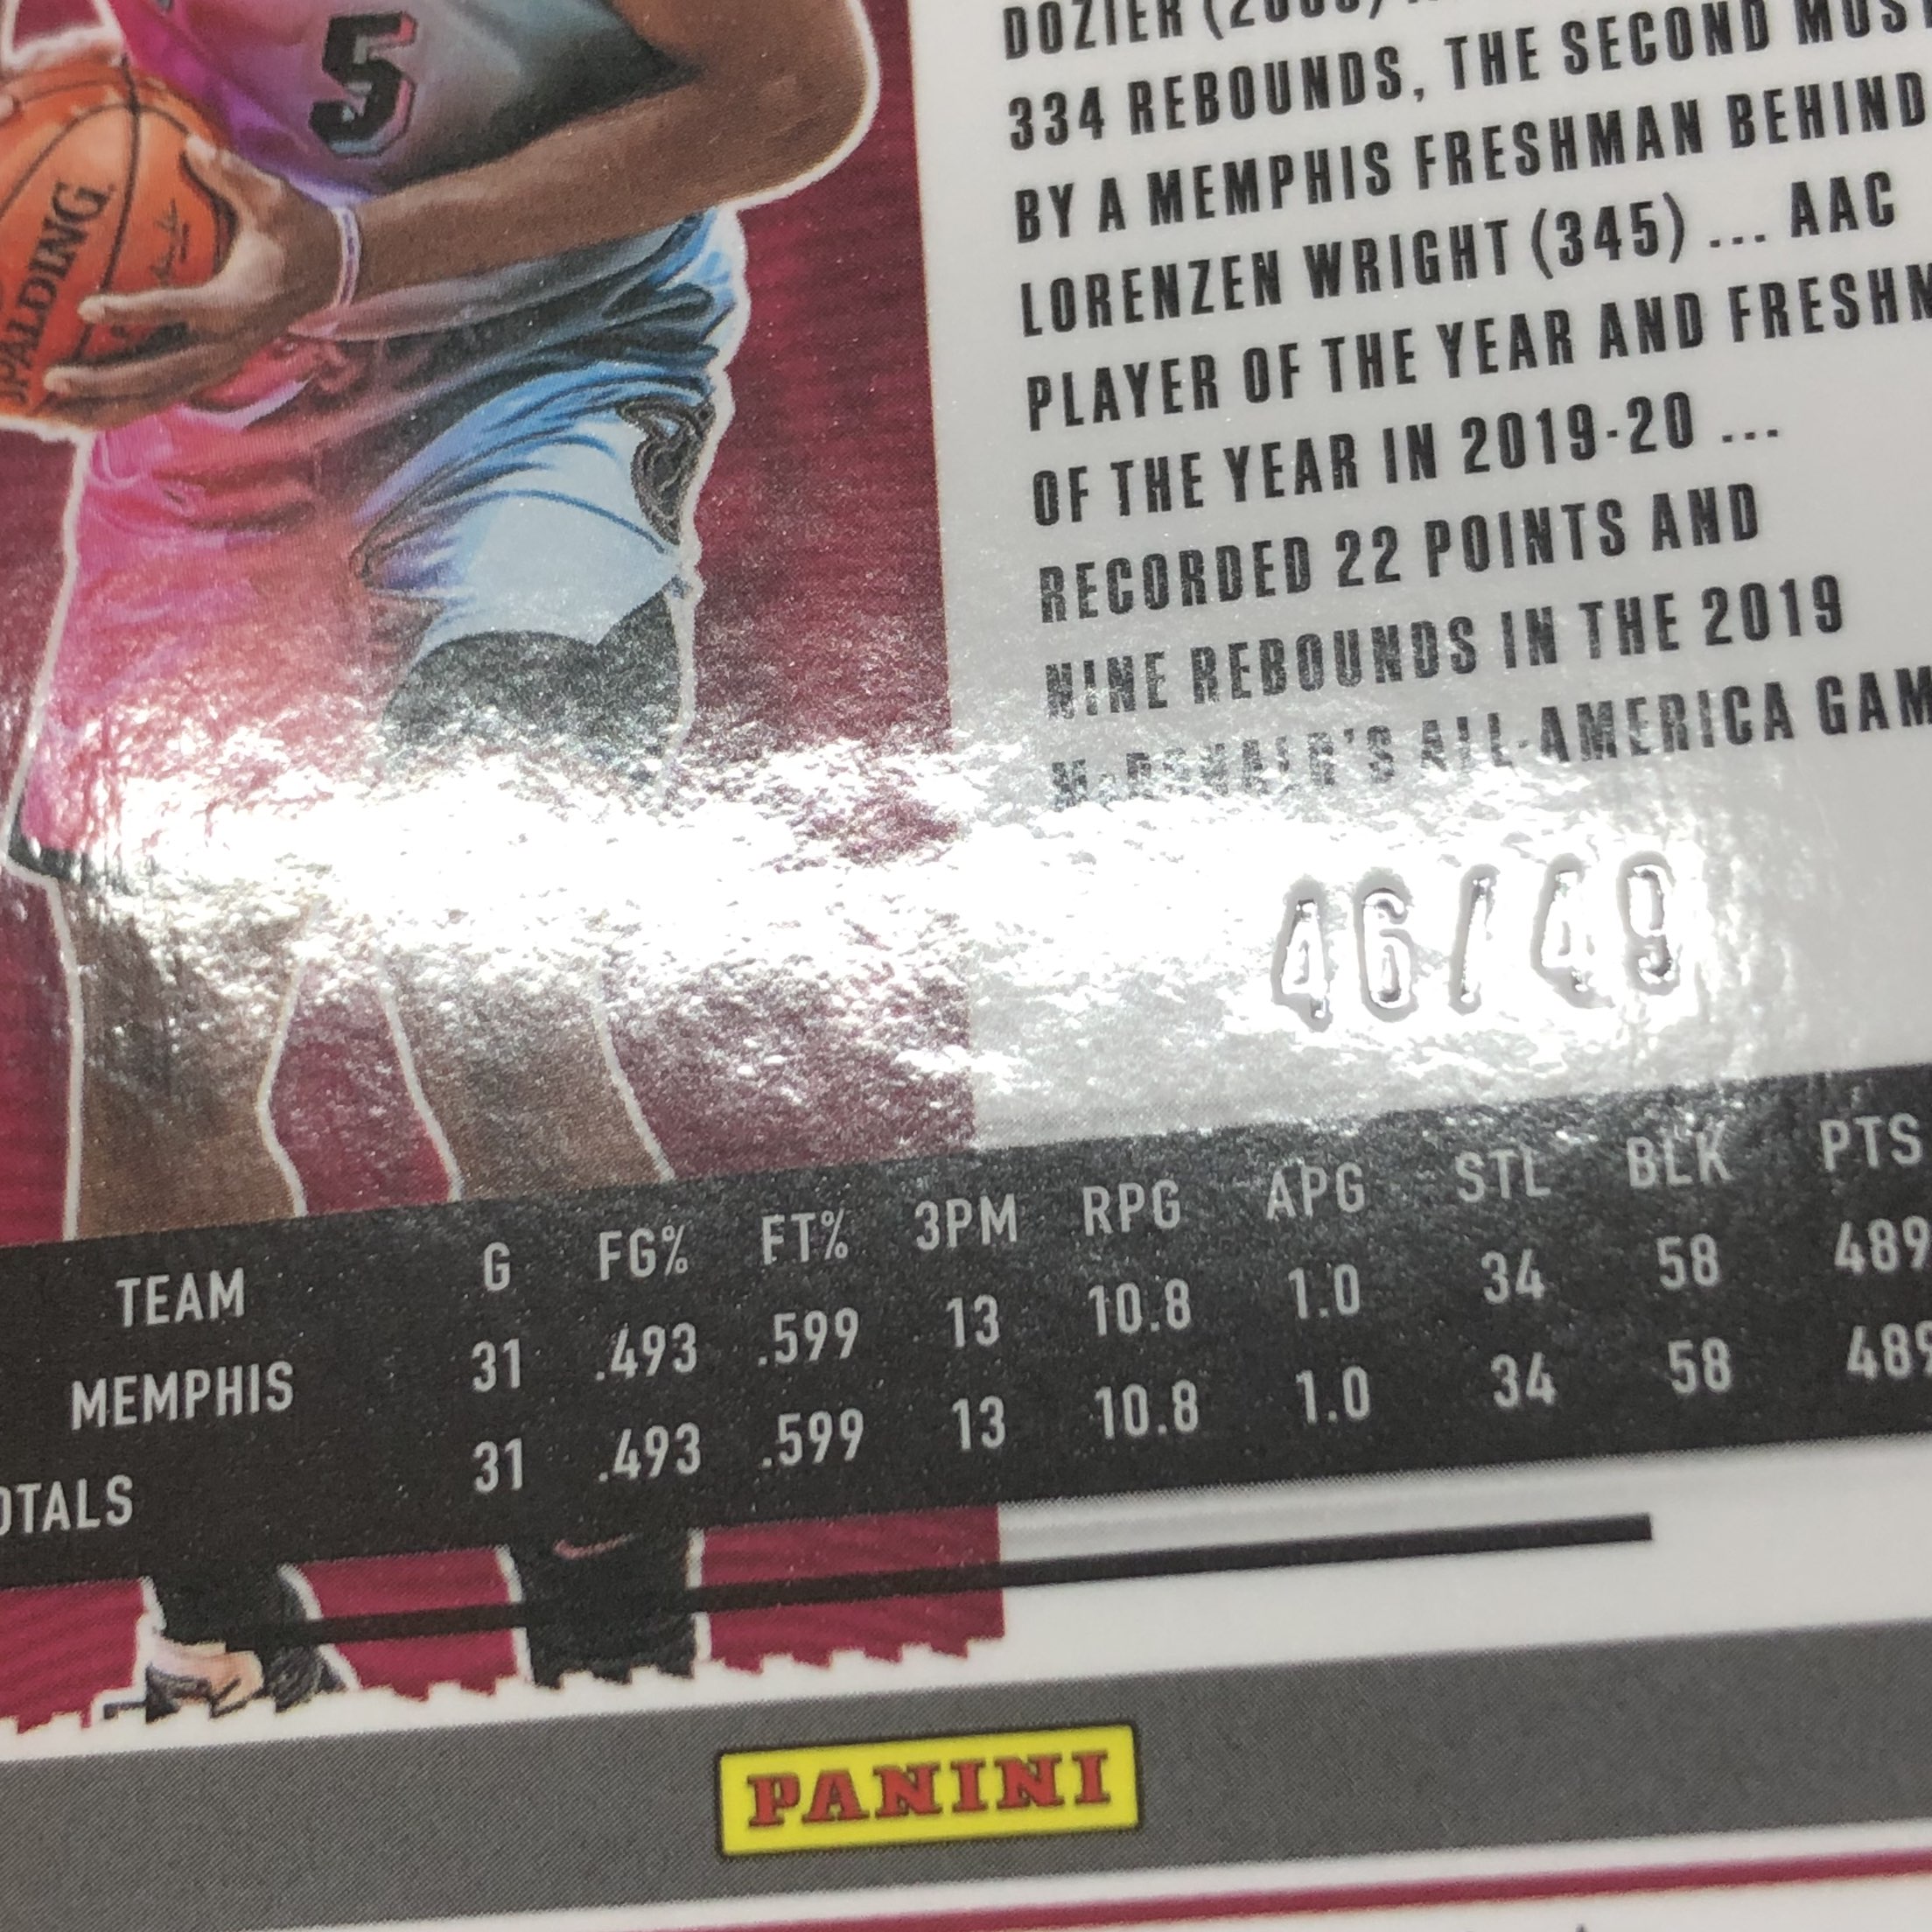 5
SPALDING
DOZIER
334 REBOUNDS, THE SECOND MOST
BY A MEMPHIS FRESHMAN BEHIND
LORENZEN WRIGHT (345) ... AAC
PLAYER OF THE YEAR AND FRESHM
OF THE YEAR IN 2019-20 ...
RECORDED 22 POINTS AND
NINE REBOUNDS IN THE 2019
McDONALD'S ALL-AMERICA GAM
46/49
TEAM G FG% FT% 3PM RPG APG STL BLK PTS
MEMPHIS 31 .493 .599 13 10.8 1.0 34 58 489
OTALS 31 .493 .599 13 10.8 1.0 34 58 489
PANINI